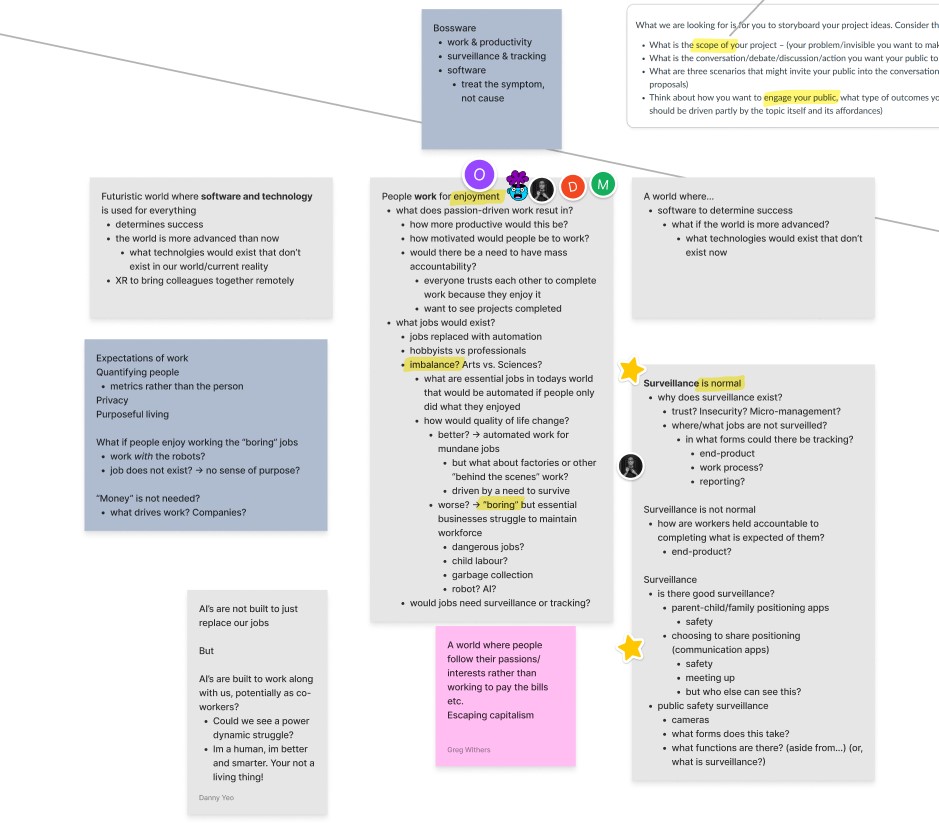 Bossware
• work & productivity
• surveillance & tracking
• software
• treat the symptom,
not cause
What we are looking for is for you to storyboard your project ideas. Consider th
• What is the scope of your project – (your problem/invisible you want to mak
• What is the conversation/debate/discussion/action you want your public to
• What are three scenarios that might invite your public into the conversation
proposals)
• Think about how you want to engage your public, what type of outcomes yo
should be driven partly by the topic itself and its affordances)
Futuristic world where software and technology
is used for everything
• determines success
• the world is more advanced than now
• what technolgies would exist that don't
exist in our world/current reality
• XR to bring colleagues together remotely
O
D
M
People work for enjoyment
• what does passion-driven work resut in?
• how more productive would this be?
• how motivated would people be to work?
• would there be a need to have mass
accountability?
• everyone trusts each other to complete
work because they enjoy it
• want to see projects completed
• what jobs would exist?
• jobs replaced with automation
• hobbyists vs professionals
• imbalance? Arts vs. Sciences?
• what are essential jobs in todays world
that would be automated if people only
did what they enjoyed
• how would quality of life change?
• better? → automated work for
mundane jobs
• but what about factories or other
"behind the scenes" work?
• driven by a need to survive
• worse? → "boring" but essential
businesses struggle to maintain
workforce
• dangerous jobs?
• child labour?
• garbage collection
• robot? AI?
• would jobs need surveillance or tracking?
A world where...
• software to determine success
• what if the world is more advanced?
• what technologies would exist that don't
exist now
Expectations of work
Quantifying people
• metrics rather than the person
Privacy
Purposeful living
What if people enjoy working the "boring" jobs
• work with the robots?
• job does not exist? → no sense of purpose?
"Money" is not needed?
• what drives work? Companies?
Surveillance is normal
• why does surveillance exist?
• trust? Insecurity? Micro-management?
• where/what jobs are not surveilled?
• in what forms could there be tracking?
• end-product
• work process?
• reporting?
Surveillance is not normal
• how are workers held accountable to
completing what is expected of them?
• end-product?
Surveillance
• is there good surveillance?
• parent-child/family positioning apps
• safety
• choosing to share positioning
(communication apps)
• safety
• meeting up
• but who else can see this?
• public safety surveillance
• cameras
• what forms does this take?
• what functions are there? (aside from...) (or,
what is surveillance?)
AI's are not built to just
replace our jobs
But
AI's are built to work along
with us, potentially as co-
workers?
• Could we see a power
dynamic struggle?
• Im a human, im better
and smarter. Your not a
living thing!
Danny Yeo
A world where people
follow their passions/
interests rather than
working to pay the bills
etc.
Escaping capitalism
Greg Withers